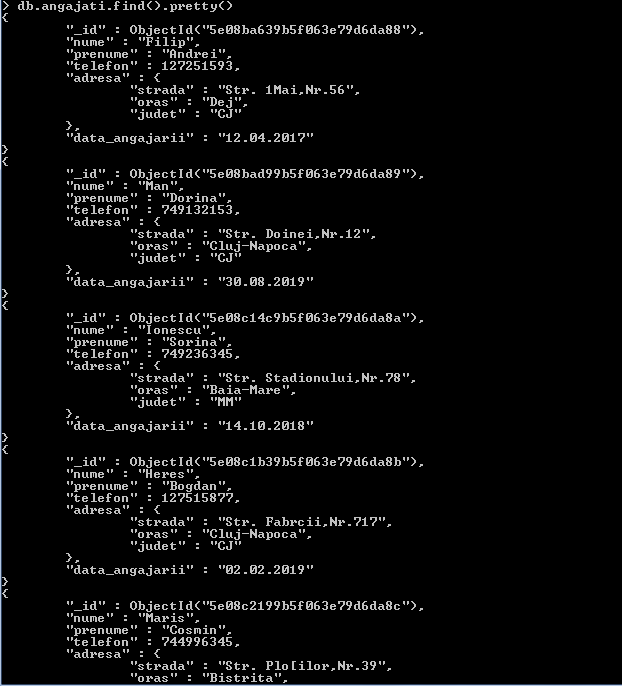 > db.angajati.find().pretty()
{
        "_id" : ObjectId("5e08ba639b5f063e79d6da88"),
        "nume" : "Filip",
        "prenume" : "Andrei",
        "telefon" : 127251593,
        "adresa" : {
                "strada" : "Str. 1Mai,Nr.56",
                "oras" : "Dej",
                "judet" : "CJ"
        },
        "data_angajarii" : "12.04.2017"
}
{
        "_id" : ObjectId("5e08bad99b5f063e79d6da89"),
        "nume" : "Man",
        "prenume" : "Dorina",
        "telefon" : 749132153,
        "adresa" : {
                "strada" : "Str. Doinei,Nr.12",
                "oras" : "Cluj-Napoca",
                "judet" : "CJ"
        },
        "data_angajarii" : "30.08.2019"
}
{
        "_id" : ObjectId("5e08c14c9b5f063e79d6da8a"),
        "nume" : "Ionescu",
        "prenume" : "Sorina",
        "telefon" : 749236345,
        "adresa" : {
                "strada" : "Str. Stadionului,Nr.78",
                "oras" : "Baia-Mare",
                "judet" : "MM"
        },
        "data_angajarii" : "14.10.2018"
}
{
        "_id" : ObjectId("5e08c1b39b5f063e79d6da8b"),
        "nume" : "Heres",
        "prenume" : "Bogdan",
        "telefon" : 127515877,
        "adresa" : {
                "strada" : "Str. Fabrcii,Nr.717",
                "oras" : "Cluj-Napoca",
                "judet" : "CJ"
        },
        "data_angajarii" : "02.02.2019"
}
{
        "_id" : ObjectId("5e08c2199b5f063e79d6da8c"),
        "nume" : "Maris",
        "prenume" : "Cosmin",
        "telefon" : 744996345,
        "adresa" : {
                "strada" : "Str. Plo[ilor,Nr.39",
                "oras" : "Bistrita",